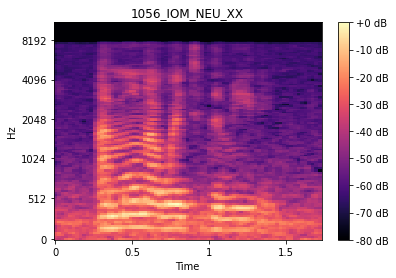 1056_IOM_NEU_XX
+0 dB
8192
-10 dB
4096
-20 dB
-30 dB
2048
Hz
-40 dB
1024
-50 dB
512
-60 dB
-70 dB
0
-80 dB
0
0.5
1
1.5
Time